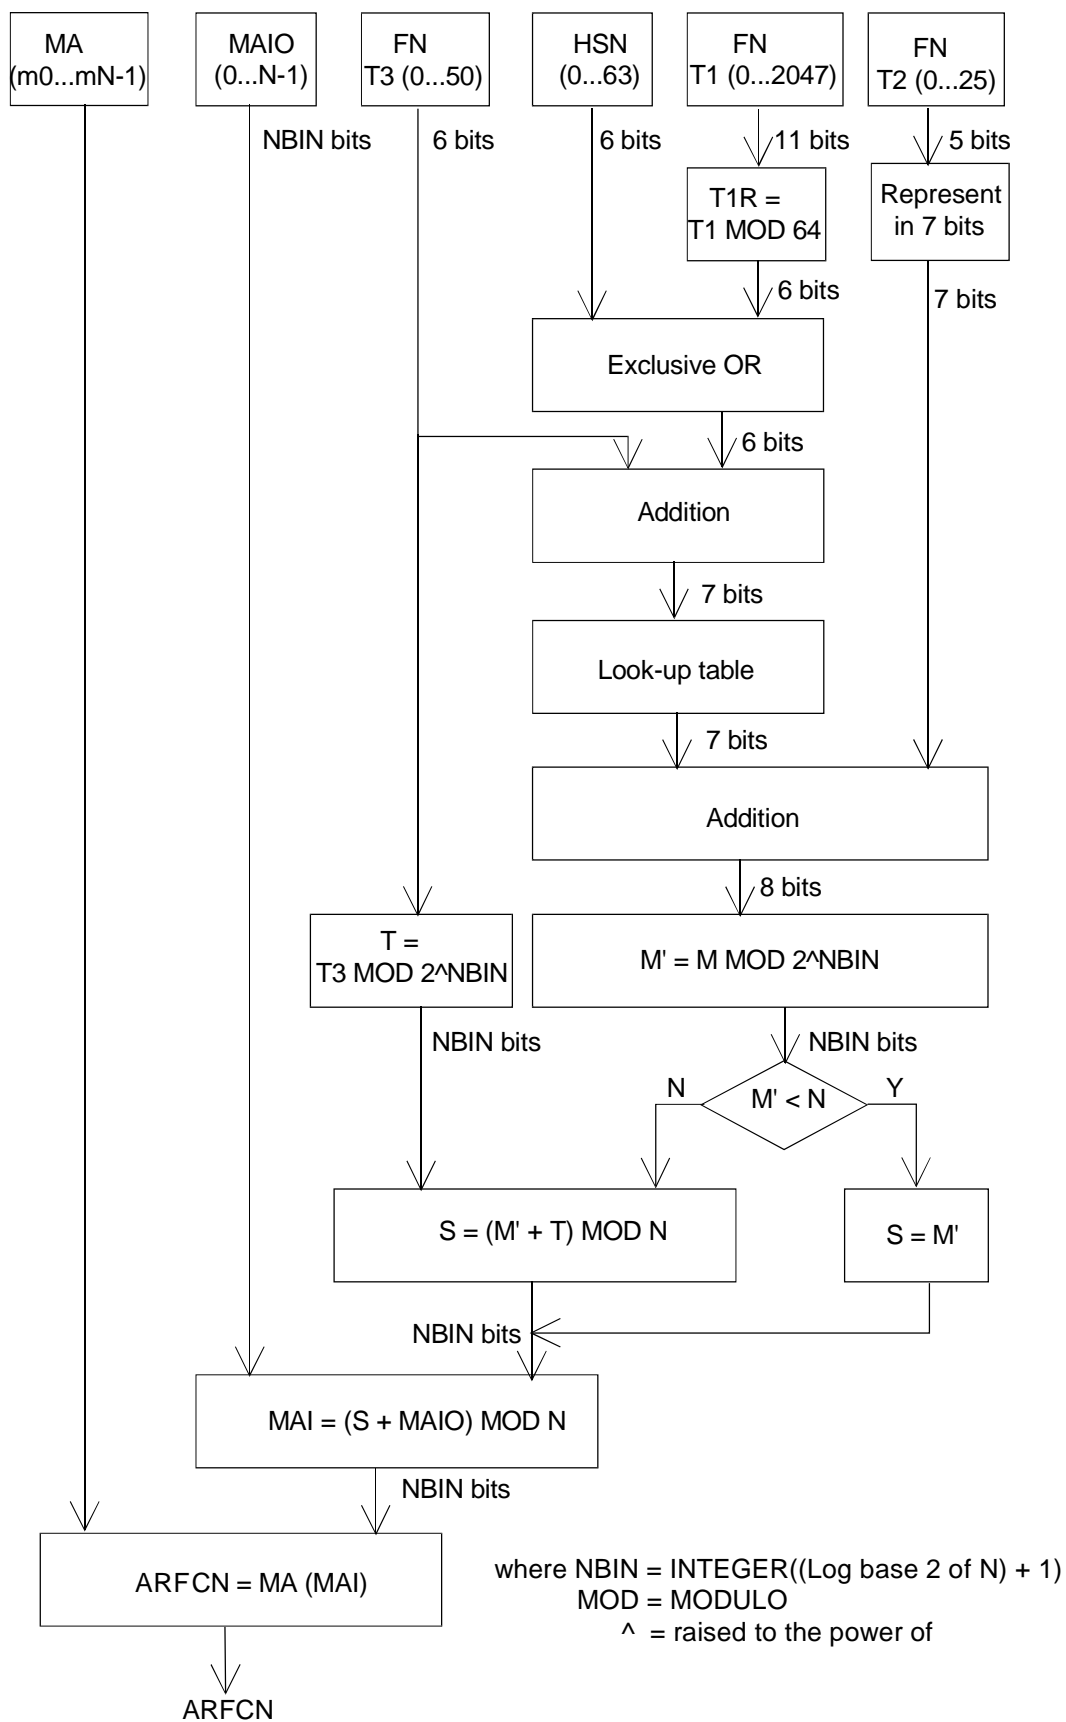 MA
(m0...mN-1)
MAIO
(0...N-1)
FN
T3 (0...50)
HSN
(0...63)
FN
T1 (0...2047)
FN
T2 (0...25)
NBIN bits
6 bits
6 bits
11 bits
5 bits
T1R =
T1 MOD 64
Represent
in 7 bits
6 bits
7 bits
Exclusive OR
6 bits
Addition
7 bits
Look-up table
7 bits
Addition
8 bits
T =
T3 MOD 2^NBIN
M' = M MOD 2^NBIN
NBIN bits
NBIN bits
N
M' < N
Y
S = (M' + T) MOD N
S = M'
NBIN bits
MAI = (S + MAIO) MOD N
NBIN bits
ARFCN = MA (MAI)
where NBIN = INTEGER((Log base 2 of N) + 1)
MOD = MODULO
^ = raised to the power of
ARFCN